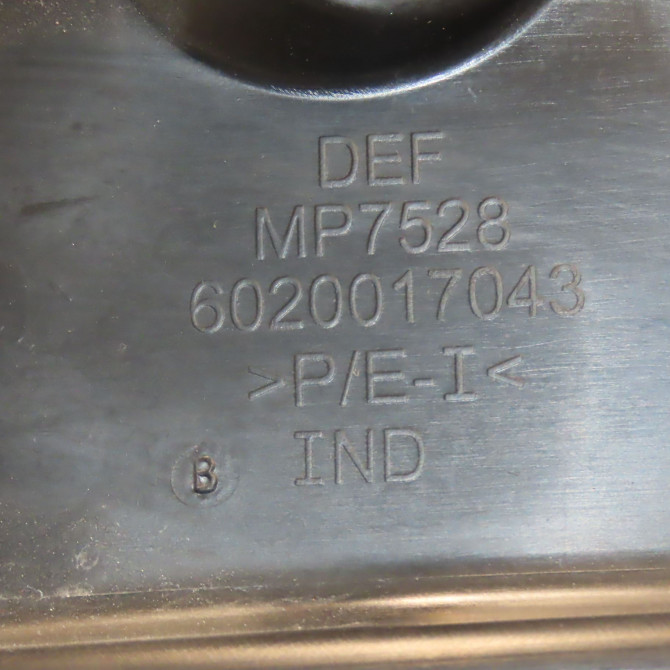 DEF
MP7528
6020017043
>P/E-I<
IND
B